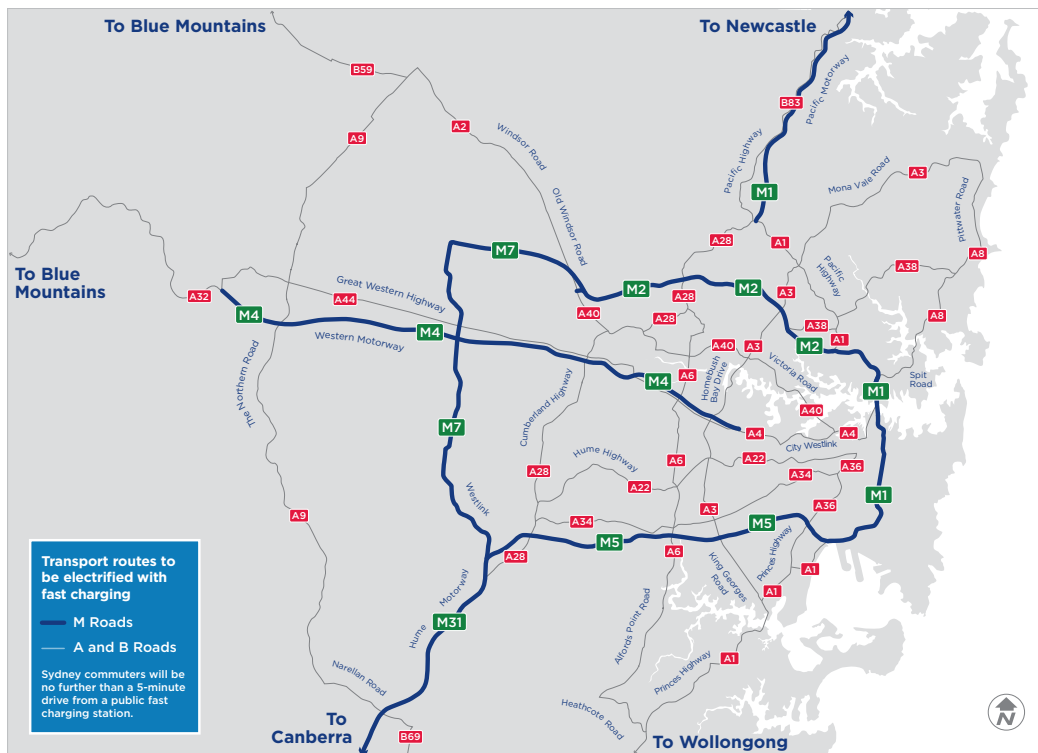 To Blue Mountains
To Newcastle
B59
Pacific Motorway
B83
A2
A9
Windsor Road
Pacific Highway
Mona Vale Road
A3
M1
Old Windsor Road
Pittwater Road
A28
A1
M7
A8
To Blue
Mountains
Pacific
Highway
A38
Great Western Highway
M2
M2
A3
A32
A44
A28
M4
A40
A28
A38
A8
M4
Western Motorway
A1
M2
A40
A3
The Northern Road
Homebush
Bay Drive
Victoria Road
A6
M4
Spit
Road
M1
Cumberland Highway
A40
M7
A4
A4
City Westlink
Hume Highway
A6
A22
A36
A28
A34
A22
Westlink
M1
A3
A36
A9
A34
M5
M5
A28
A6
Princes Highway
King Georges
Road
A1
A1
Transport routes to
be electrified with
fast charging
M Roads
A and B Roads
Sydney commuters will be
no further than a 5-minute
drive from a public fast
charging station.
Hume Motorway
M31
Alfords Point Road
A1
Narellan Road
Princes Highway
Heathcote Road
To
Canberra
B69
To Wollongong
N